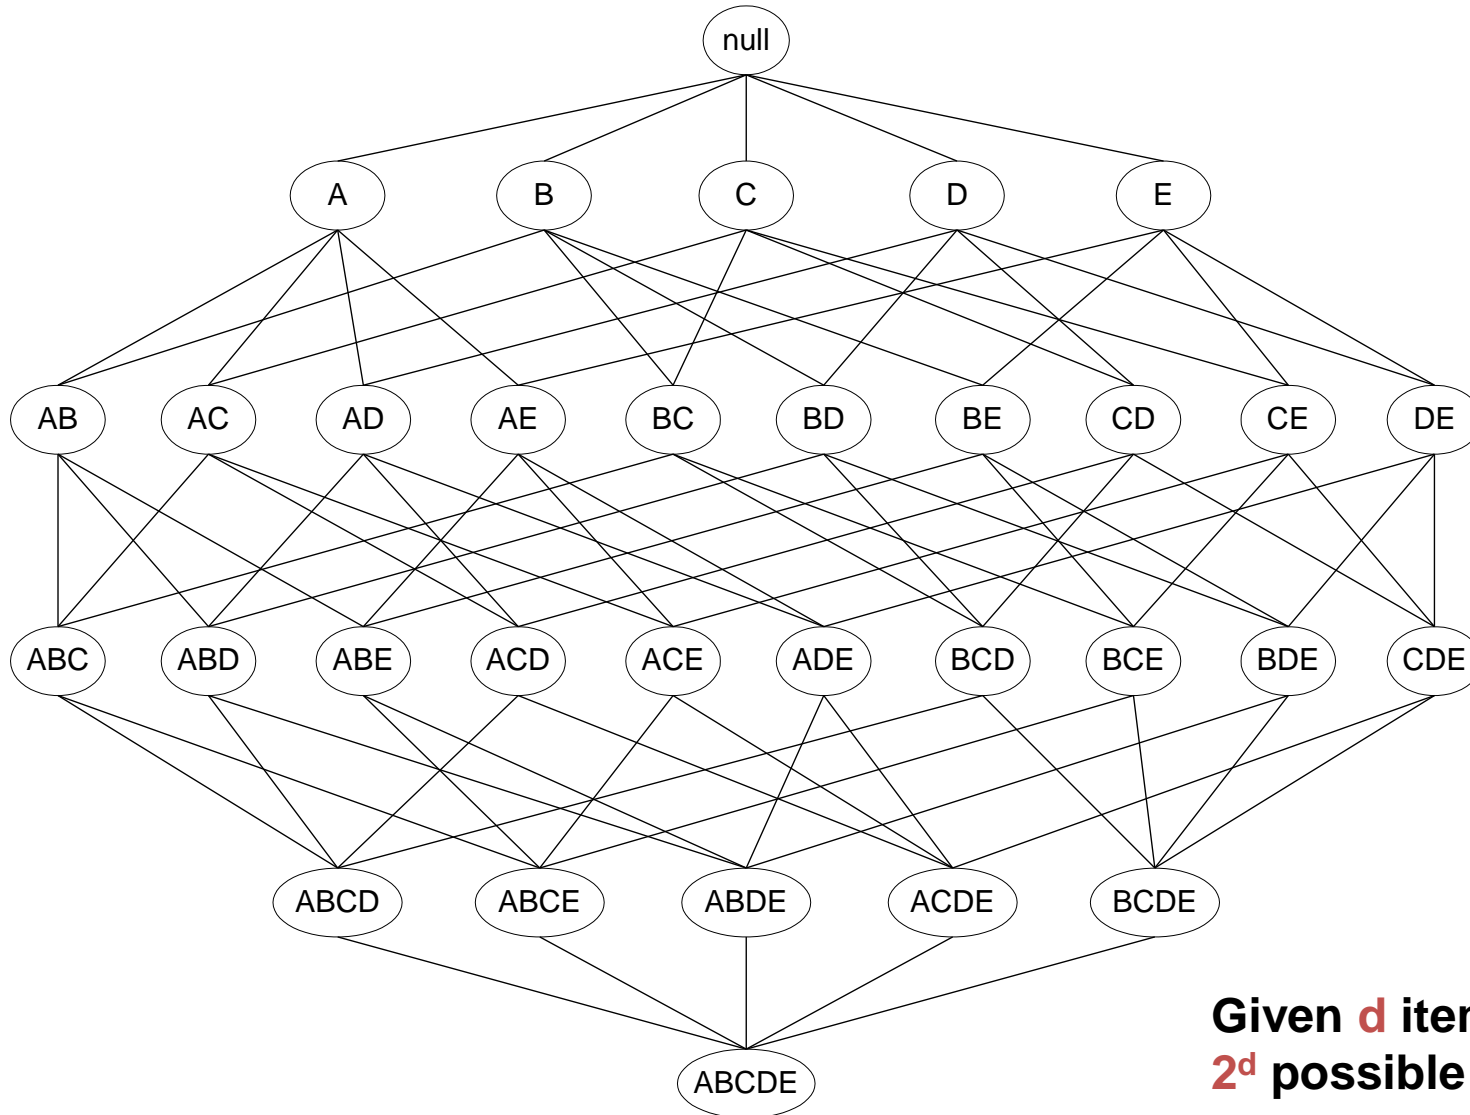 null
A B C D E
AB AC AD AE BC BD BE CD CE DE
ABC ABD ABE ACD ACE ADE BCD BCE BDE CDE
ABCD ABCE ABDE ACDE BCDE
Given d
2^d possible
ABCDE